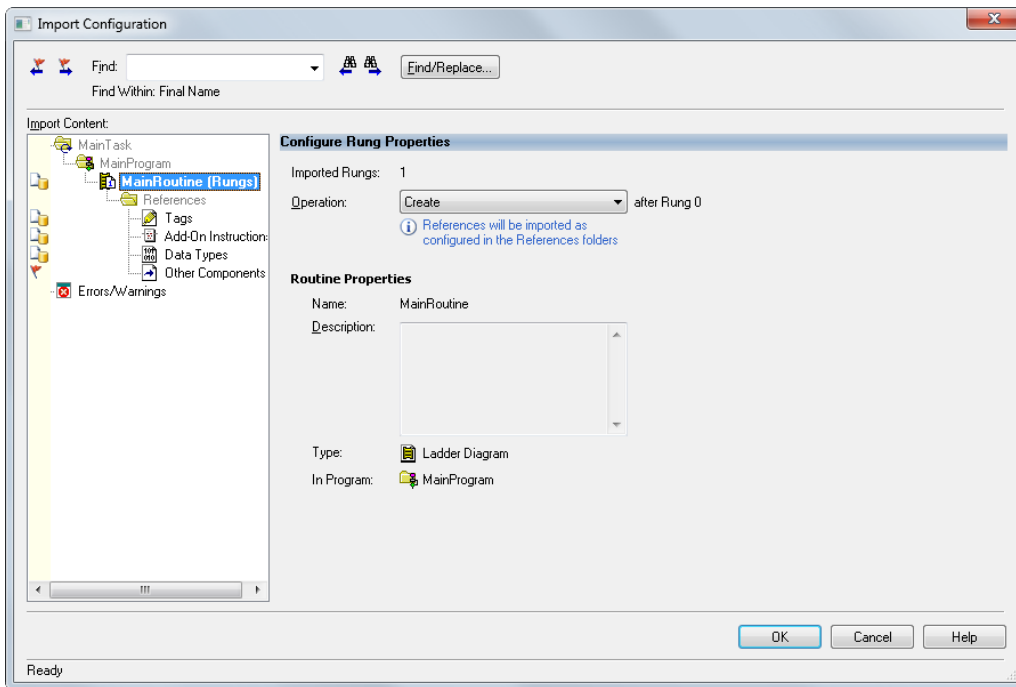 Import Configuration
Find:
Find/Replace...
Find Within: Final Name
Import Content:
MainTask
MainProgram
MainRoutine (Rungs)
References
Tags
Add-On Instruction
Data Types
Other Components
Errors/Warnings
Configure Rung Properties
Imported Rungs: 1
Operation: Create after Rung 0
References will be imported as
configured in the References folders
Routine Properties
Name: MainRoutine
Description:
Type: Ladder Diagram
In Program: MainProgram
OK Cancel Help
Ready